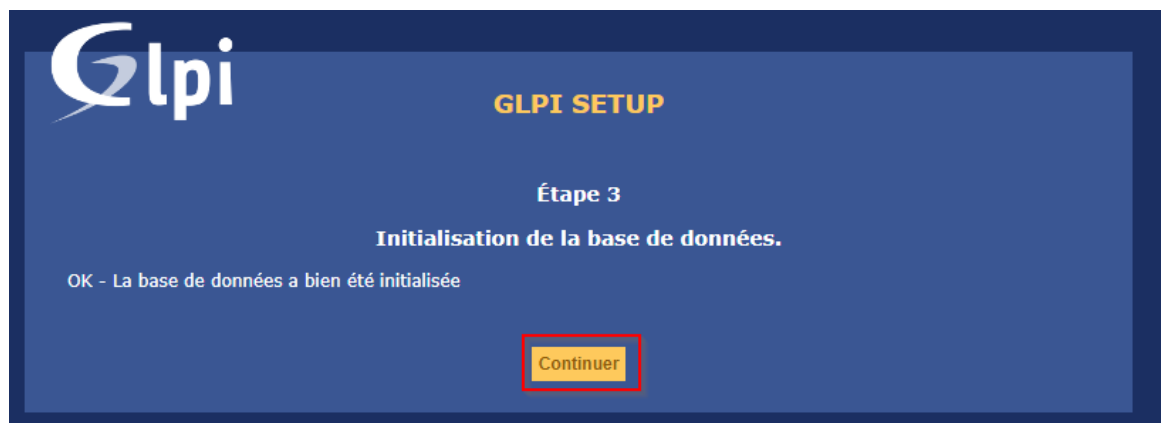 Glpi
GLPI SETUP
Étape 3
Initialisation de la base de données.
OK - La base de données a bien été initialisée
Continuer